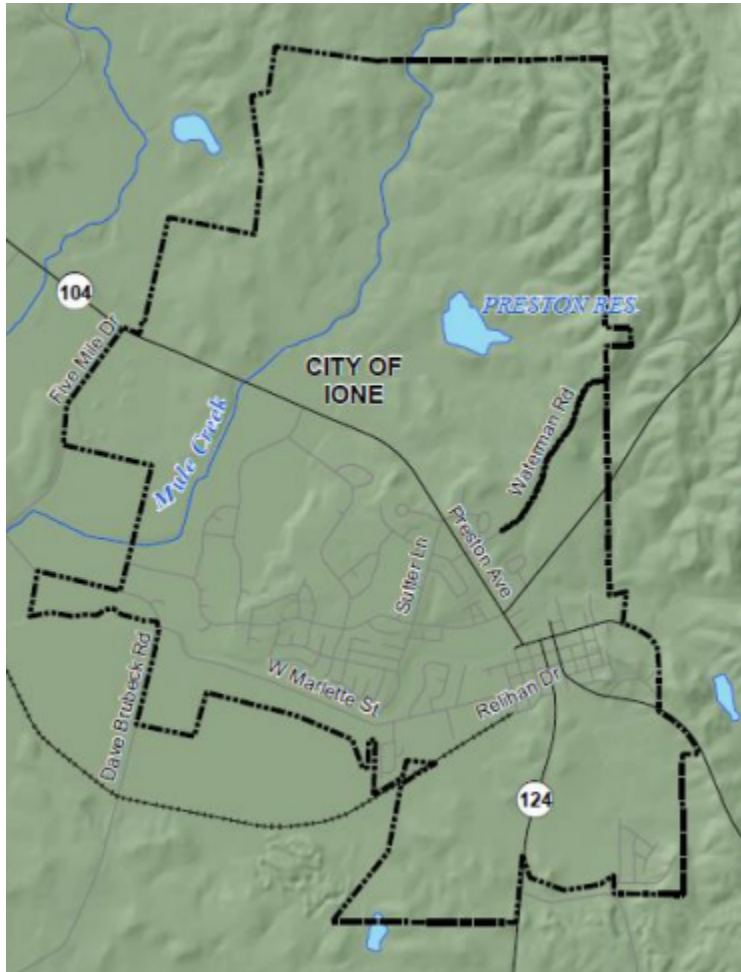 PRESTON RES.
104
Five Mile Dr
CITY OF
IONE
Mule Creek
Waterman Rd
Preston Ave
Sutter Ln
W Marlette St
Relihan Dr
Dave Brubeck Rd
124